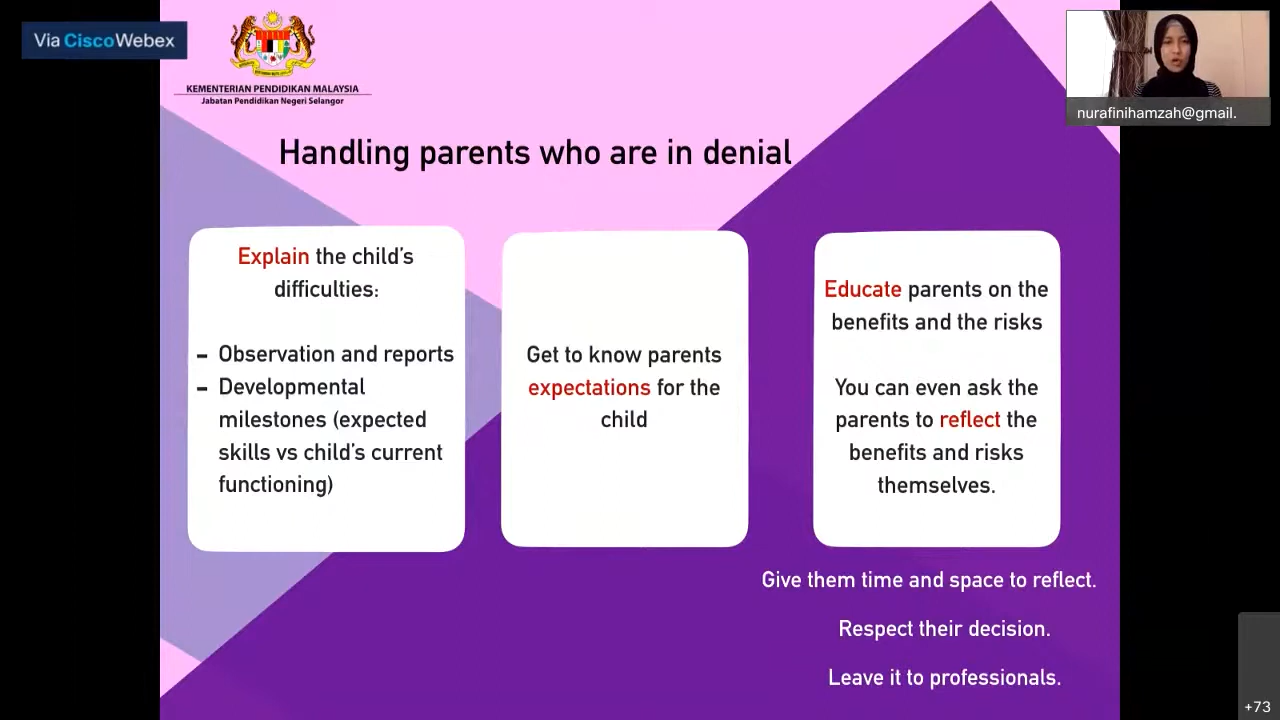 Via Cisco Webex
KEMENTERIAN PENDIDIKAN MALAYSIA
Jabatan Pendidikan Negeri Selangor
nurafinihamzah@gmail.
Handling parents who are in denial
Explain the child's
difficulties:
- Observation and reports
- Developmental
milestones (expected
skills vs child's current
functioning)
Get to know parents
expectations for the
child
Educate parents on the
benefits and the risks
You can even ask the
parents to reflect the
benefits and risks
themselves.
Give them time and space to reflect.
Respect their decision.
Leave it to professionals.
+73